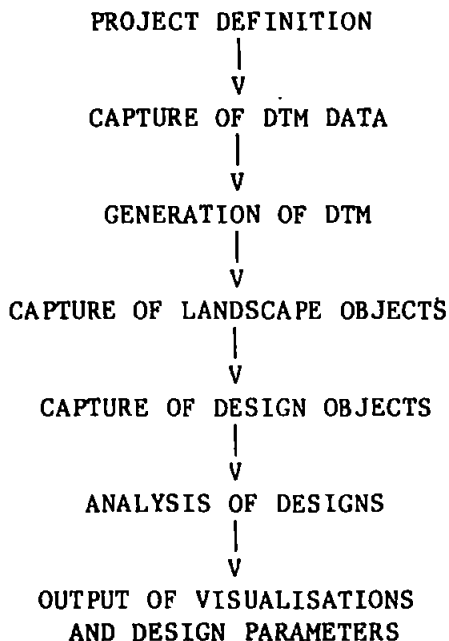 PROJECT DEFINITION
|
V
CAPTURE OF DTM DATA
|
V
GENERATION OF DTM
|
V
CAPTURE OF LANDSCAPE OBJECTS
|
V
CAPTURE OF DESIGN OBJECTS
|
V
ANALYSIS OF DESIGNS
|
V
OUTPUT OF VISUALISATIONS
AND DESIGN PARAMETERS